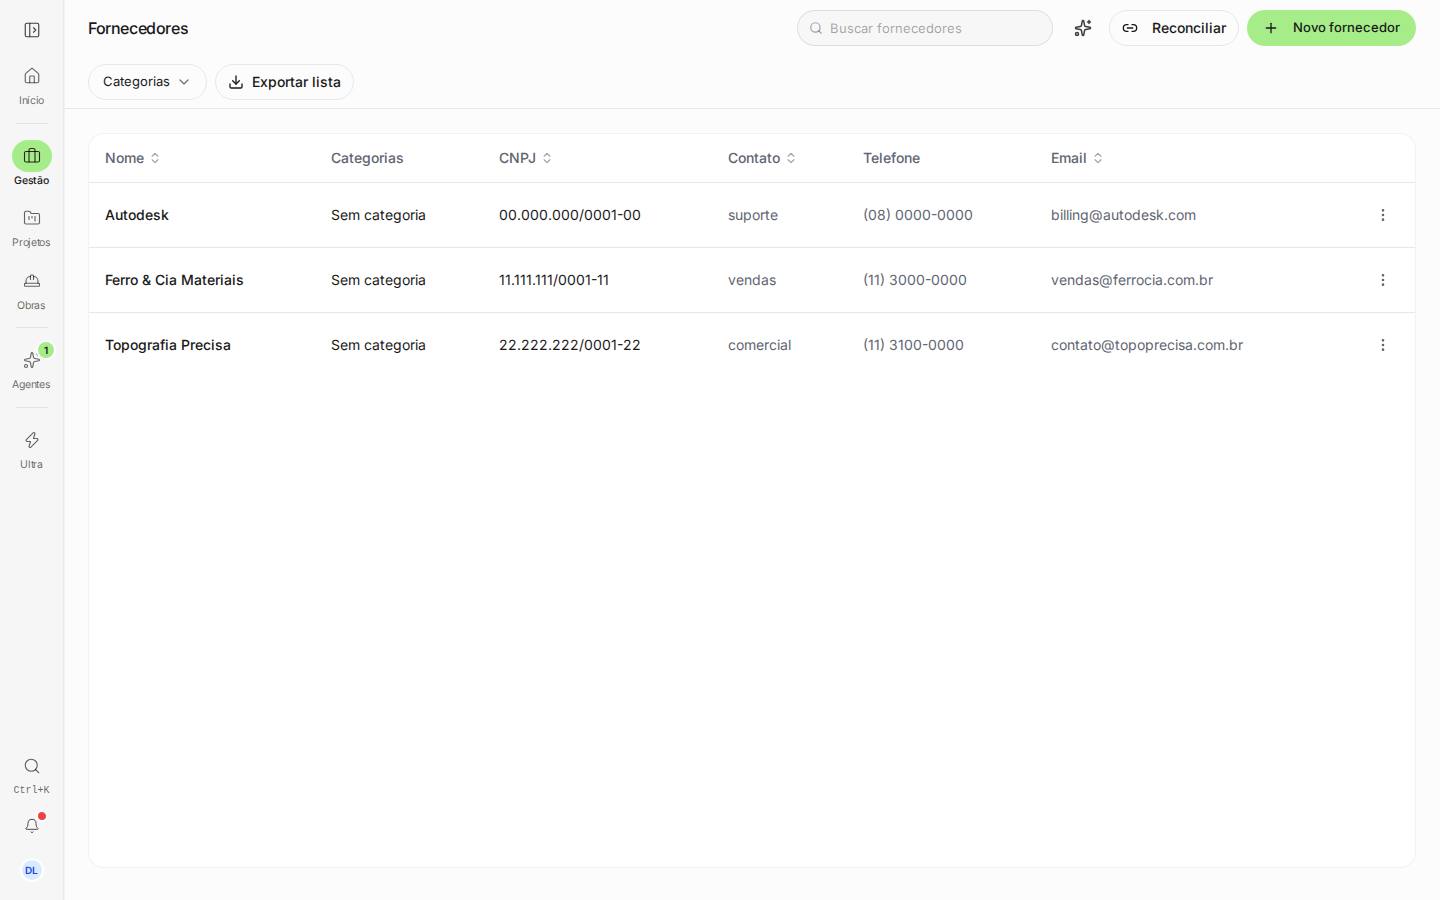 Fornecedores
Buscar fornecedores
Reconciliar
Novo fornecedor
Categorias
Exportar lista
Início
Gestão
Projetos
Obras
1
Agentes
Ultra
Ctrl+K
DL
Nome Categorias CNPJ Contato Telefone Email
Autodesk Sem categoria 00.000.000/0001-00 suporte (08) 0000-0000 billing@autodesk.com
Ferro & Cia Materiais Sem categoria 11.111.111/0001-11 vendas (11) 3000-0000 vendas@ferrocia.com.br
Topografia Precisa Sem categoria 22.222.222/0001-22 comercial (11) 3100-0000 contato@topoprecisa.com.br